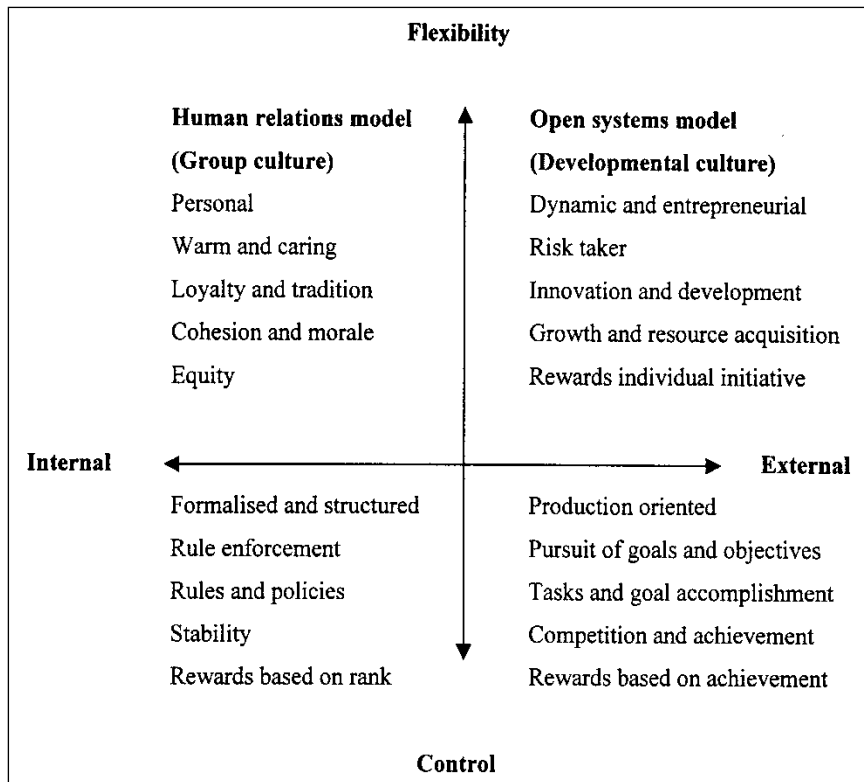 Flexibility
Human relations model
(Group culture)
Personal
Warm and caring
Loyalty and tradition
Cohesion and morale
Equity
Open systems model
(Developmental culture)
Dynamic and entrepreneurial
Risk taker
Innovation and development
Growth and resource acquisition
Rewards individual initiative
Internal
External
Formalised and structured
Rule enforcement
Rules and policies
Stability
Rewards based on rank
Production oriented
Pursuit of goals and objectives
Tasks and goal accomplishment
Competition and achievement
Rewards based on achievement
Control